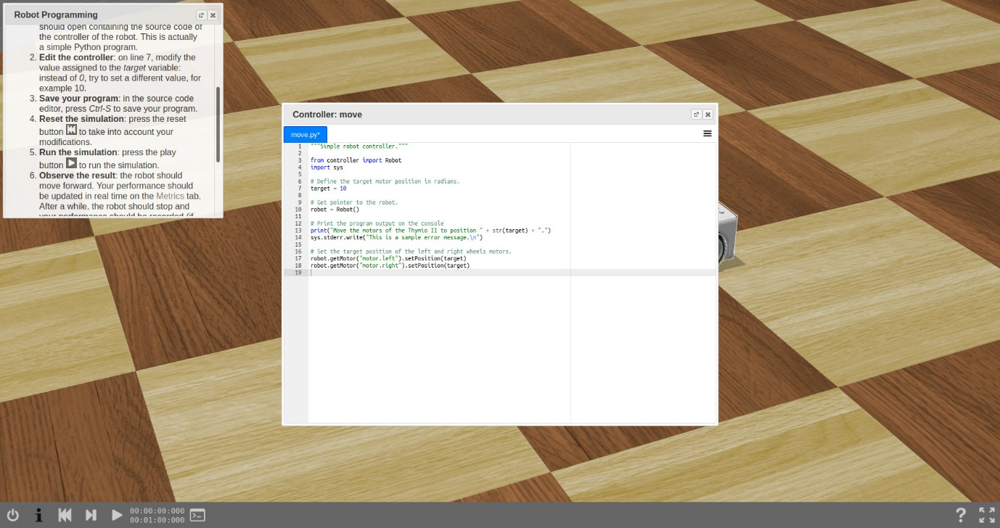 Robot Programming
should open containing the source code of
the controller of the robot. This is actually
a simple Python program.
2. Edit the controller: on line 7, modify the
value assigned to the target variable:
instead of 0, try to set a different value, for
example 10.
3. Save your program: in the source code
editor, press Ctrl-S to save your program.
4. Reset the simulation: press the reset
button to take into account your
modifications.
5. Run the simulation: press the play
button to run the simulation.
6. Observe the result: the robot should
move forward. Your performance should
be updated in real time on the Metrics tab.
After a while, the robot should stop and
your performance should be recorded (if
Controller: move
move.py*
1 """Simple robot controller."""
2
3 from controller import Robot
4 import sys
5
6 # Define the target motor position in radians.
7 target = 10
8
9 # Get pointer to the robot.
10 robot = Robot()
11
12 # Print the program output on the console
13 print("Move the motors of the Thymio II to position " + str(target) + ".")
14 sys.stderr.write("This is a sample error message.\n")
15
16 # Set the target position of the left and right wheels motors.
17 robot.getMotor("motor.left").setPosition(target)
18 robot.getMotor("motor.right").setPosition(target)
19
00:00:00:000
00:01:00:000